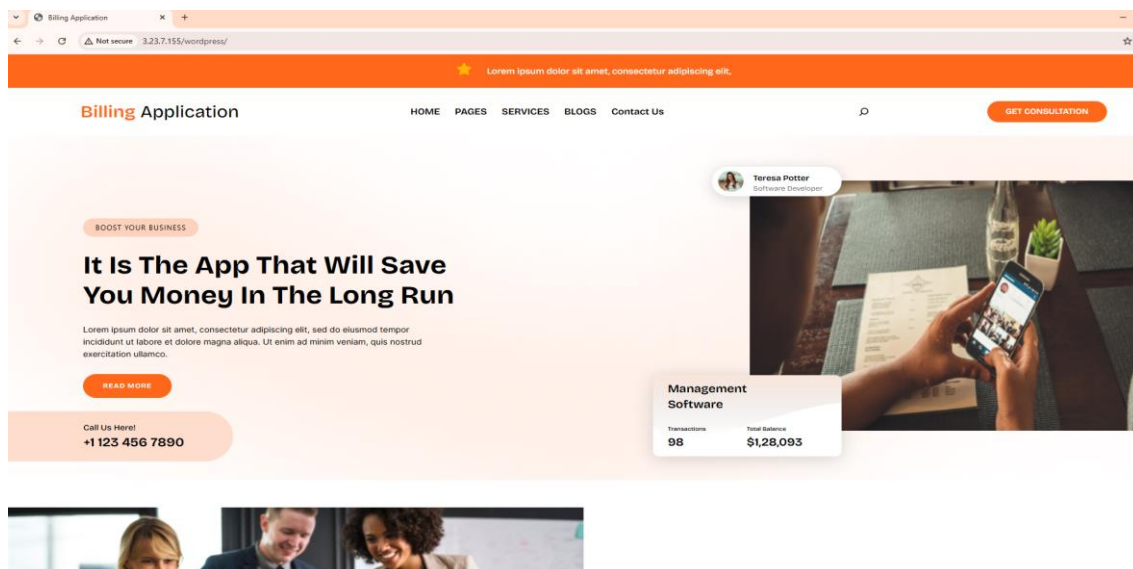 Billing Application
Not secure 3.23.7.155/wordpress/
Lorem ipsum dolor sit amet, consectetur adipiscing elit,
Billing Application
HOME PAGES SERVICES BLOGS Contact Us
GET CONSULTATION
Teresa Potter
Software Developer
BOOST YOUR BUSINESS
It Is The App That Will Save
You Money In The Long Run
Lorem ipsum dolor sit amet, consectetur adipiscing elit, sed do eiusmod tempor
incididunt ut labore et dolore magna aliqua. Ut enim ad minim veniam, quis nostrud
exercitation ullamco.
READ MORE
Call Us Here!
+1 123 456 7890
Management
Software
Transactions Total Balance
98 $1,28,093